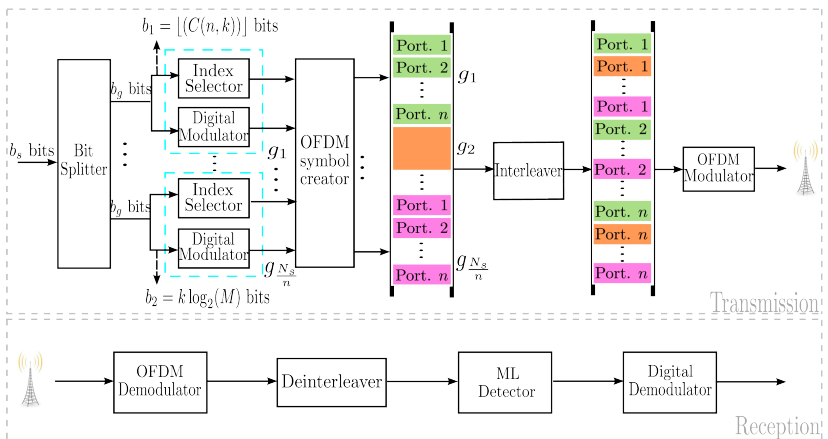 b₁ = ⌊(C(n, k))⌋ bits
Index
Selector
b_g bits
Digital
Modulator
b_s bits
Bit
Splitter
g₁
b_g bits
Index
Selector
Digital
Modulator
g_{N_s/n}
b₂ = k log₂(M) bits
OFDM
symbol
creator
Port. 1
Port. 2
g₁
Port. n
g₂
Port. 1
Port. 2
Port. n
g_{N_s/n}
Interleaver
Port. 1
Port. 1
Port. 1
Port. 2
Port. 2
Port. n
Port. n
Port. n
OFDM
Modulator
Transmission
OFDM
Demodulator
Deinterleaver
ML
Detector
Digital
Demodulator
Reception